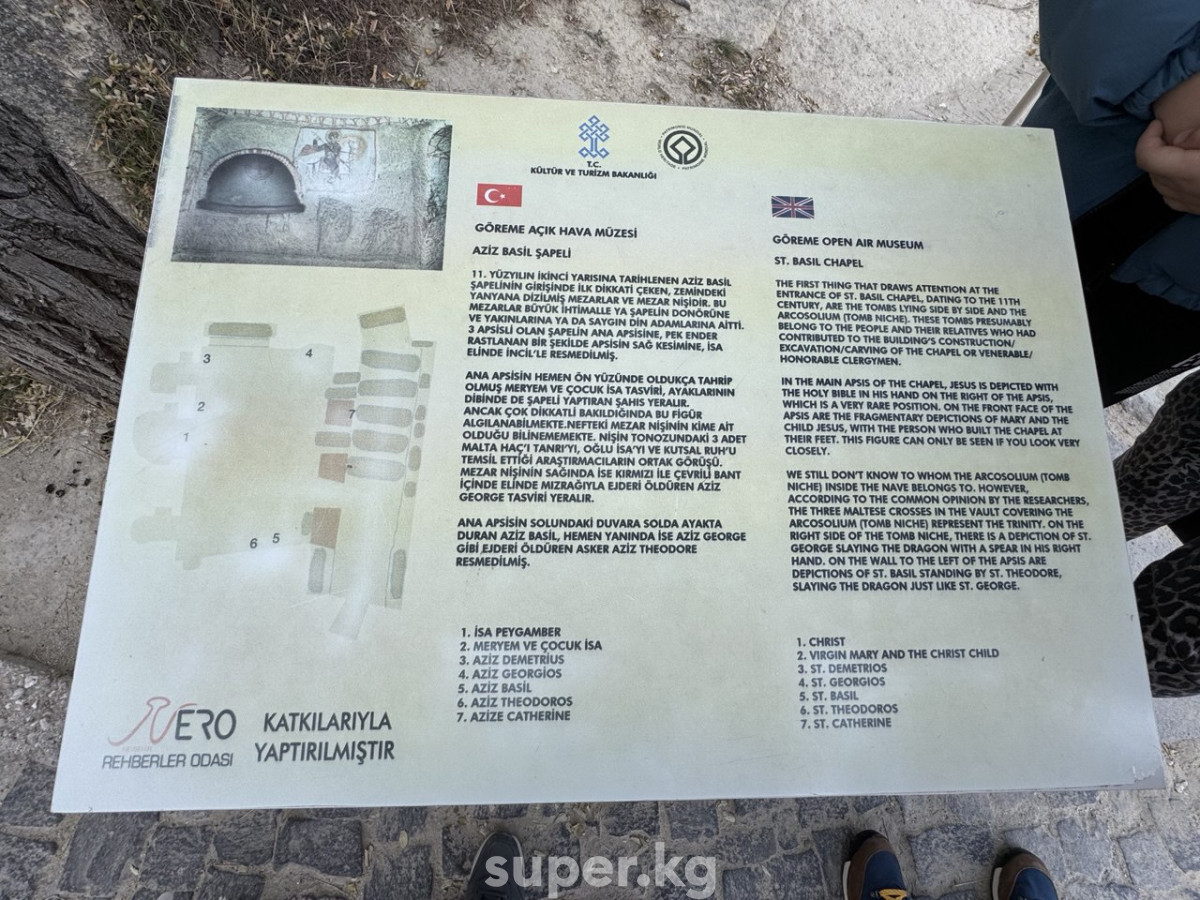 T.C.
KÜLTÜR VE TURİZM BAKANLIĞI
GÖREME AÇIK HAVA MÜZESİ
AZİZ BASİL ŞAPELİ
11. YÜZYILIN İKİNCİ YARISINA TARİHLENEN AZİZ BASİL
ŞAPELİNİN GİRİŞİNDE İLK DİKKATİ ÇEKEN, ZEMİNDEKİ
YANYANA DİZİLMİŞ MEZARLAR VE MEZAR NİŞİDİR. BU
MEZARLAR BÜYÜK İHTİMALLE YA ŞAPELİN DONÖRÜNE
VE YAKINLARINA YA DA SAYGIN DİN ADAMLARINA AİTTİ.
3 APSİSLİ OLAN ŞAPELİN ANA APSİSİNE, PEK ENDER
RASTLANAN BİR ŞEKİLDE APSİSİN SAĞ KESİMİNE, İSA
ELİNDE İNCİL'LE RESMEDİLMİŞ.
ANA APSİSİN HEMEN ÖN YÜZÜNDE OLDUKÇA TAHRİP
OLMUŞ MERYEM VE ÇOCUK İSA TASVİRİ, AYAKLARININ
DİBİNDE DE ŞAPELİ YAPTIRAN ŞAHIS YERALIR.
ANCAK ÇOK DİKKATLİ BAKILDIĞINDA BU FİGÜR
ALGILANABİLMEKTE.NEFTEKİ MEZAR NİŞİNİN KİME AİT
OLDUĞU BİLİNEMEMEKTE. NİŞİN TONOZUNDAKİ 3 ADET
MALTA HAÇ'I TANRI'YI, OĞLU İSA'YI VE KUTSAL RUH'U
TEMSİL ETTİĞİ ARAŞTIRMACILARIN ORTAK GÖRÜŞÜ.
MEZAR NİŞİNİN SAĞINDA İSE KIRMIZI İLE ÇEVRİLİ BANT
İÇİNDE ELİNDE MIZRAĞIYLA EJDERİ ÖLDÜREN AZİZ
GEORGE TASVİRİ YERALIR.
ANA APSİSİN SOLUNDAKİ DUVARA SOLDA AYAKTA
DURAN AZİZ BASİL, HEMEN YANINDA İSE AZİZ GEORGE
GİBİ EJDERİ ÖLDÜREN ASKER AZİZ THEODORE
RESMEDİLMİŞ.
1. İSA PEYGAMBER
2. MERYEM VE ÇOCUK İSA
3. AZİZ DEMETRİUS
4. AZİZ GEORGİOS
5. AZİZ BASİL
6. AZİZ THEODOROS
7. AZİZE CATHERİNE
GÖREME OPEN AIR MUSEUM
ST. BASIL CHAPEL
THE FIRST THING THAT DRAWS ATTENTION AT THE
ENTRANCE OF ST. BASIL CHAPEL, DATING TO THE 11TH
CENTURY, ARE THE TOMBS LYING SIDE BY SIDE AND THE
ARCOSOLIUM (TOMB NICHE). THESE TOMBS PRESUMABLY
BELONG TO THE PEOPLE AND THEIR RELATIVES WHO HAD
CONTRIBUTED TO THE BUILDING'S CONSTRUCTION/
EXCAVATION/CARVING OF THE CHAPEL OR VENERABLE/
HONORABLE CLERGYMEN.
IN THE MAIN APSIS OF THE CHAPEL, JESUS IS DEPICTED WITH
THE HOLY BIBLE IN HIS HAND ON THE RIGHT OF THE APSIS,
WHICH IS A VERY RARE POSITION. ON THE FRONT FACE OF THE
APSIS ARE THE FRAGMENTARY DEPICTIONS OF MARY AND THE
CHILD JESUS, WITH THE PERSON WHO BUILT THE CHAPEL AT
THEIR FEET. THIS FIGURE CAN ONLY BE SEEN IF YOU LOOK VERY
CLOSELY.
WE STILL DON'T KNOW TO WHOM THE ARCOSOLIUM (TOMB
NICHE) INSIDE THE NAVE BELONGS TO. HOWEVER,
ACCORDING TO THE COMMON OPINION BY THE RESEARCHERS,
THE THREE MALTESE CROSSES IN THE VAULT COVERING THE
ARCOSOLIUM (TOMB NICHE) REPRESENT THE TRINITY. ON THE
RIGHT SIDE OF THE TOMB NICHE, THERE IS A DEPICTION OF ST.
GEORGE SLAYING THE DRAGON WITH A SPEAR IN HIS RIGHT
HAND. ON THE WALL TO THE LEFT OF THE APSIS ARE
DEPICTIONS OF ST. BASIL STANDING BY ST. THEODORE,
SLAYING THE DRAGON JUST LIKE ST. GEORGE.
1. CHRIST
2. VIRGIN MARY AND THE CHRIST CHILD
3. ST. DEMETRIOS
4. ST. GEORGIOS
5. ST. BASIL
6. ST. THEODOROS
7. ST. CATHERINE
3
4
2
7
1
6
5
NERO
REHBERLER ODASI
KATKILARIYLA
YAPTIRILMIŞTIR
super.kg